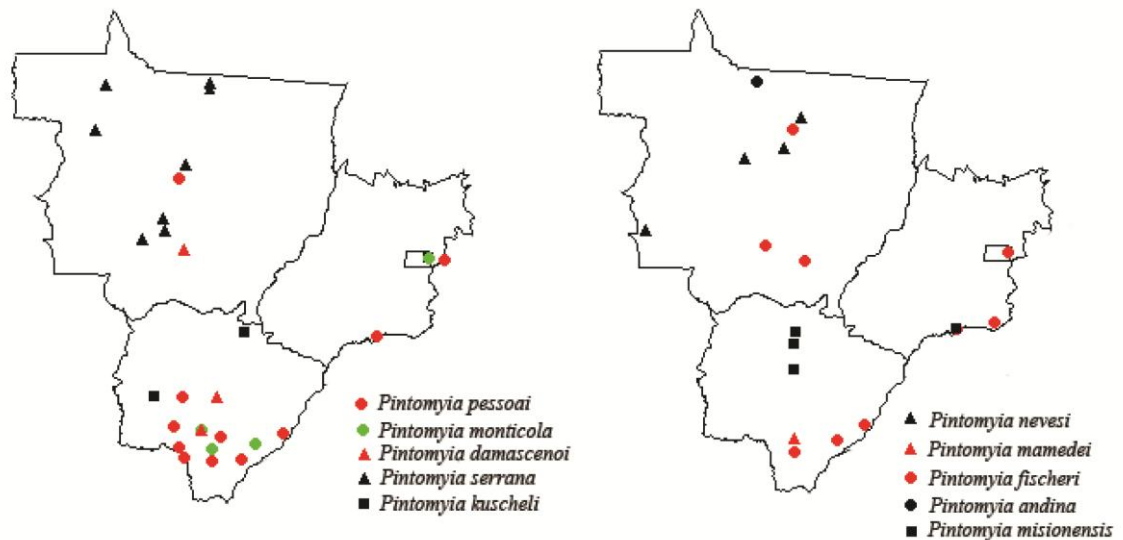 Pintomyia pessoai
Pintomyia monticola
Pintomyia damascenoi
Pintomyia serrana
Pintomyia kuscheli
Pintomyia nevesi
Pintomyia mamedei
Pintomyia fischeri
Pintomyia andina
Pintomyia misionensis